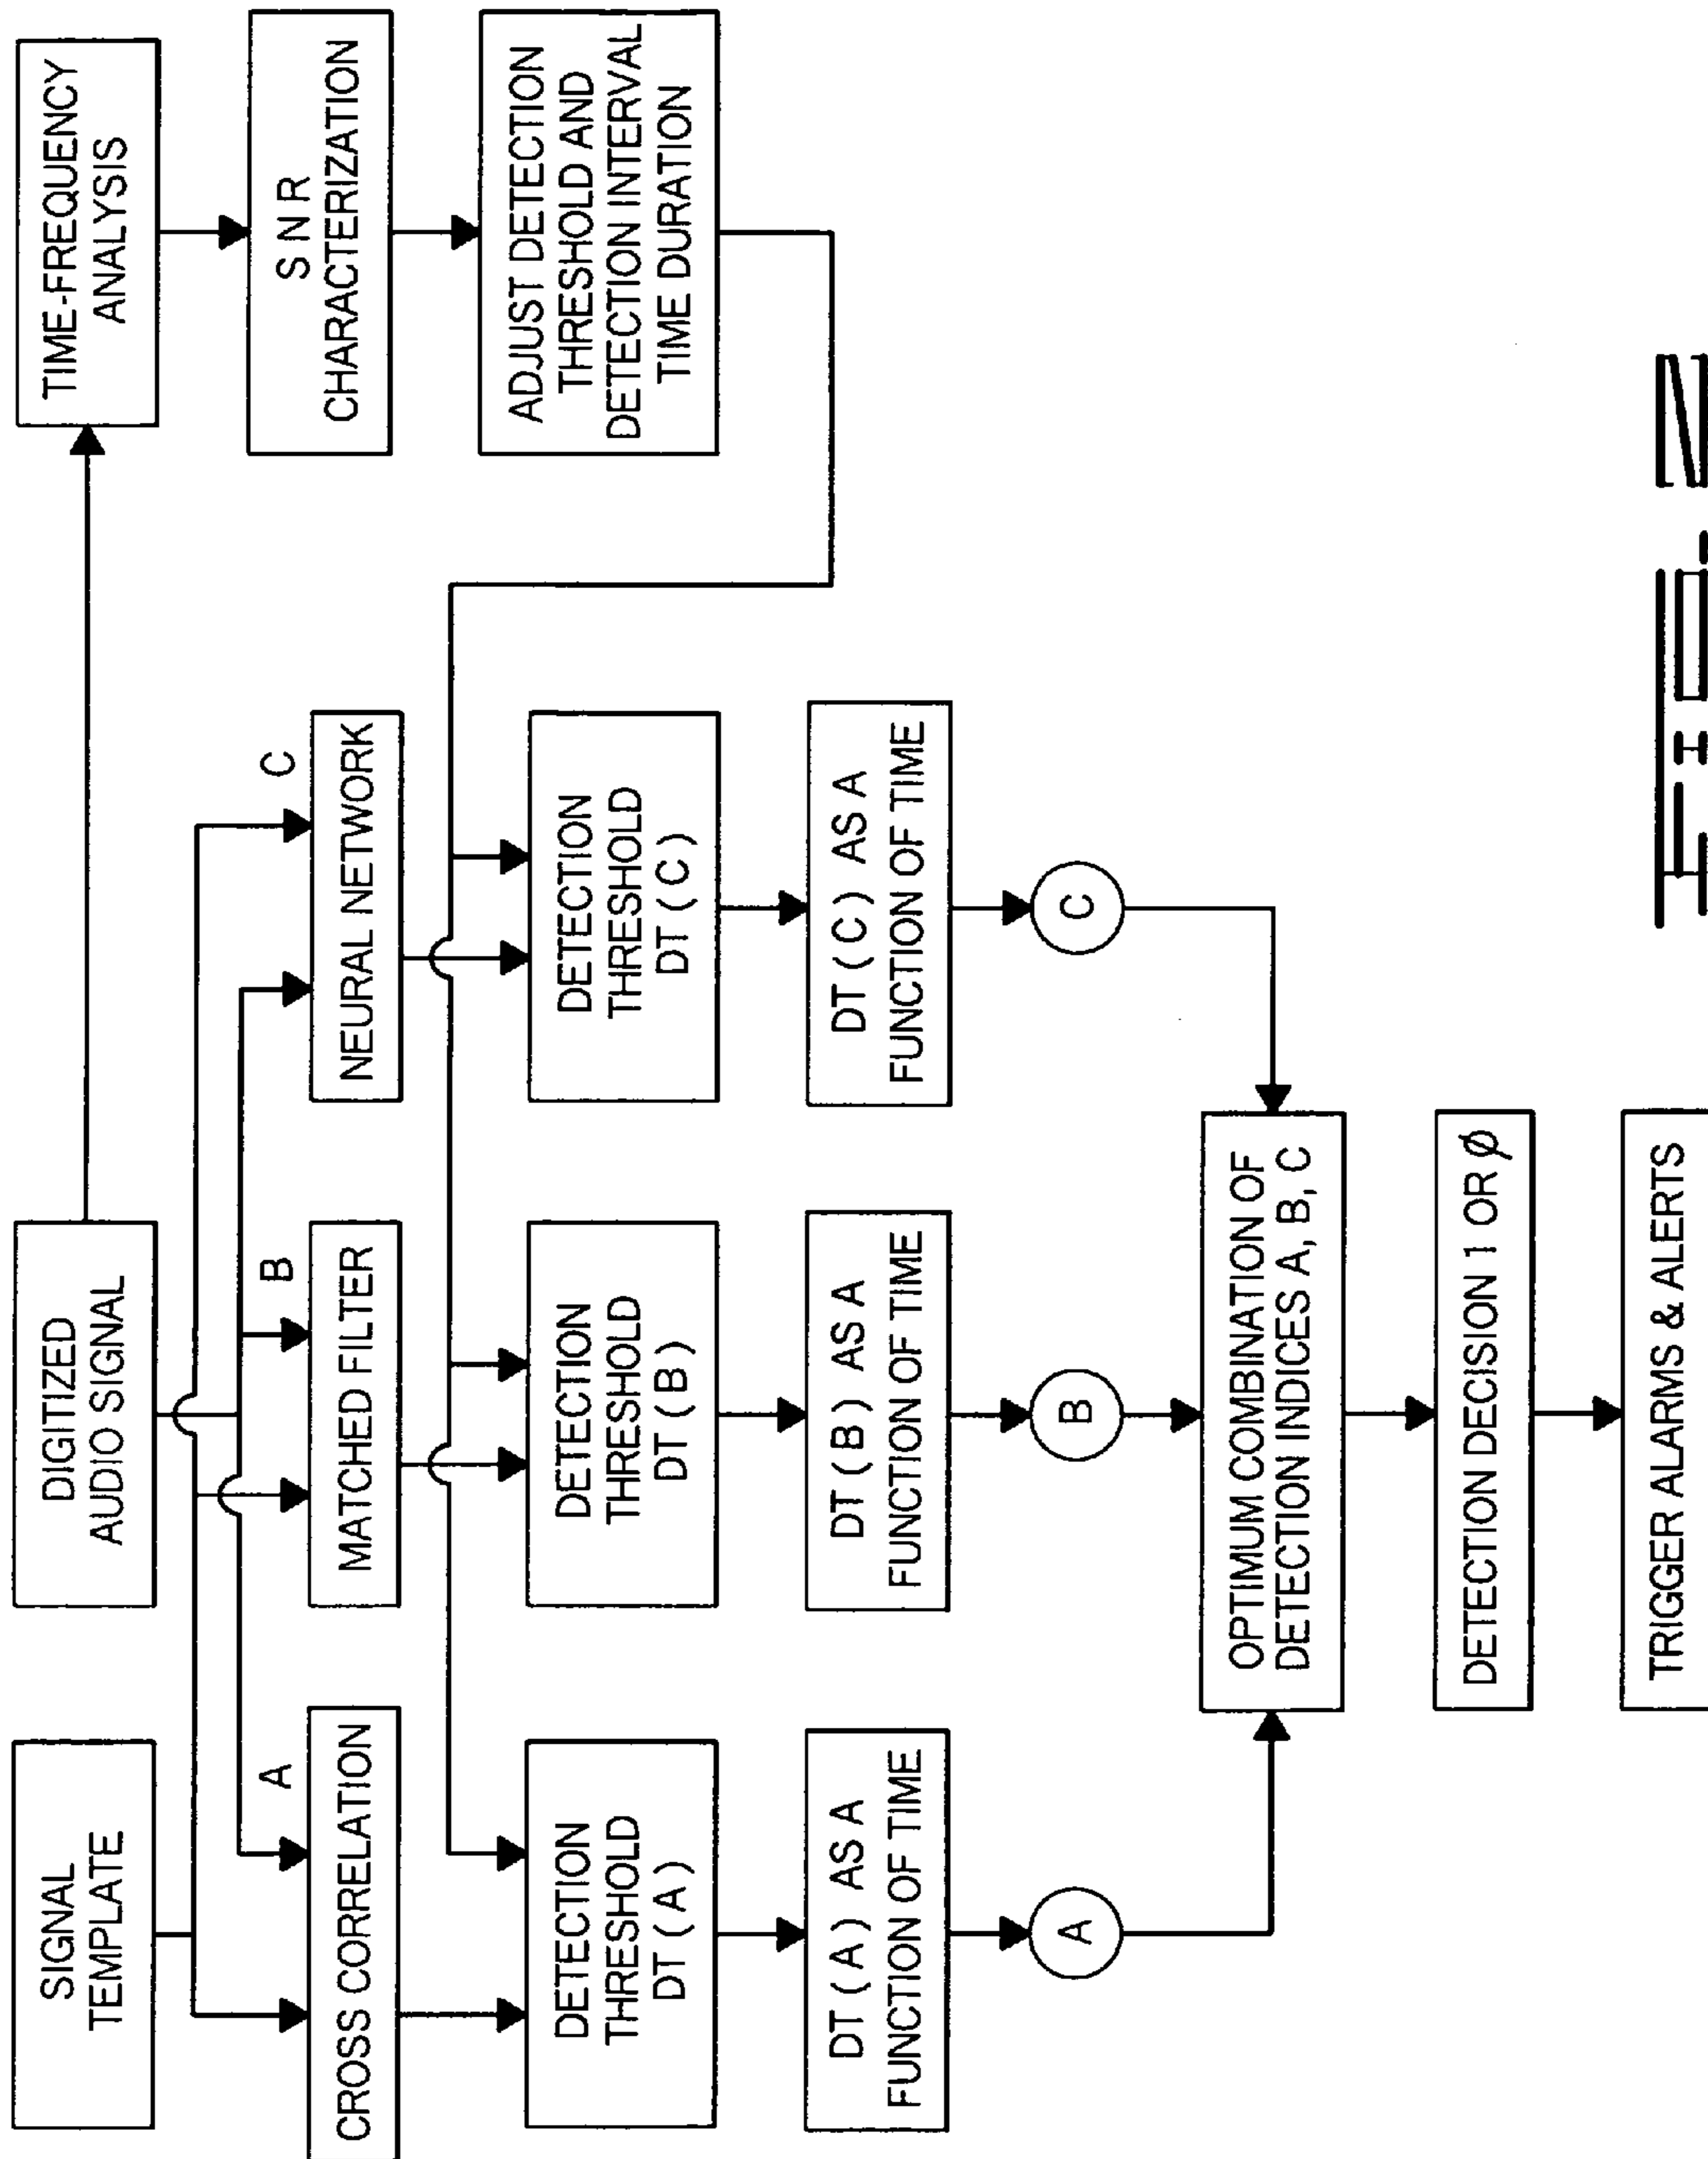 SIGNAL
TEMPLATE
DIGITIZED
AUDIO SIGNAL
TIME-FREQUENCY
ANALYSIS
A
B
C
CROSS CORRELATION
MATCHED FILTER
NEURAL NETWORK
S N R
CHARACTERIZATION
DETECTION
THRESHOLD
DT (A)
DETECTION
THRESHOLD
DT (B)
DETECTION
THRESHOLD
DT (C)
ADJUST DETECTION
THRESHOLD AND
DETECTION INTERVAL
TIME DURATION
DT (A) AS A
FUNCTION OF TIME
DT (B) AS A
FUNCTION OF TIME
DT (C) AS A
FUNCTION OF TIME
A
B
C
OPTIMUM COMBINATION OF
DETECTION INDICES A, B, C
DETECTION DECISION 1 OR Ø
TRIGGER ALARMS & ALERTS